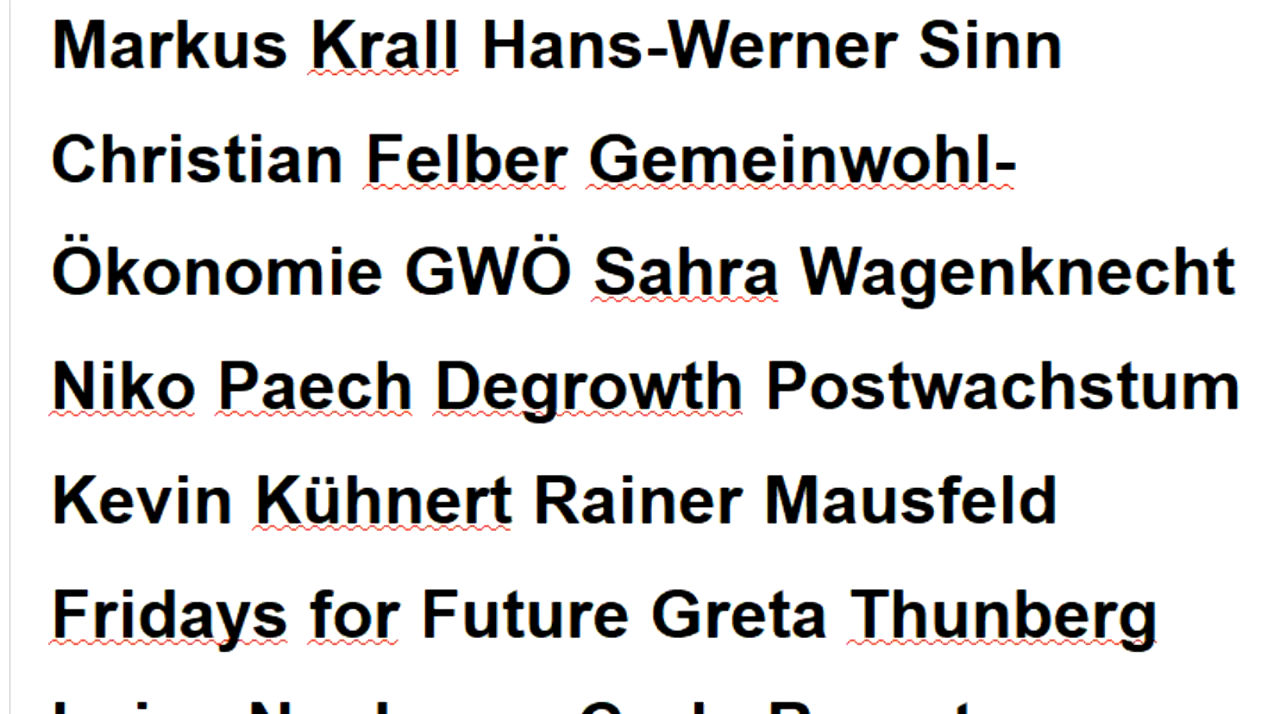 Markus Krall Hans-Werner Sinn
Christian Felber Gemeinwohl-
Ökonomie GWÖ Sahra Wagenknecht
Niko Paech Degrowth Postwachstum
Kevin Kühnert Rainer Mausfeld
Fridays for Future Greta Thunberg